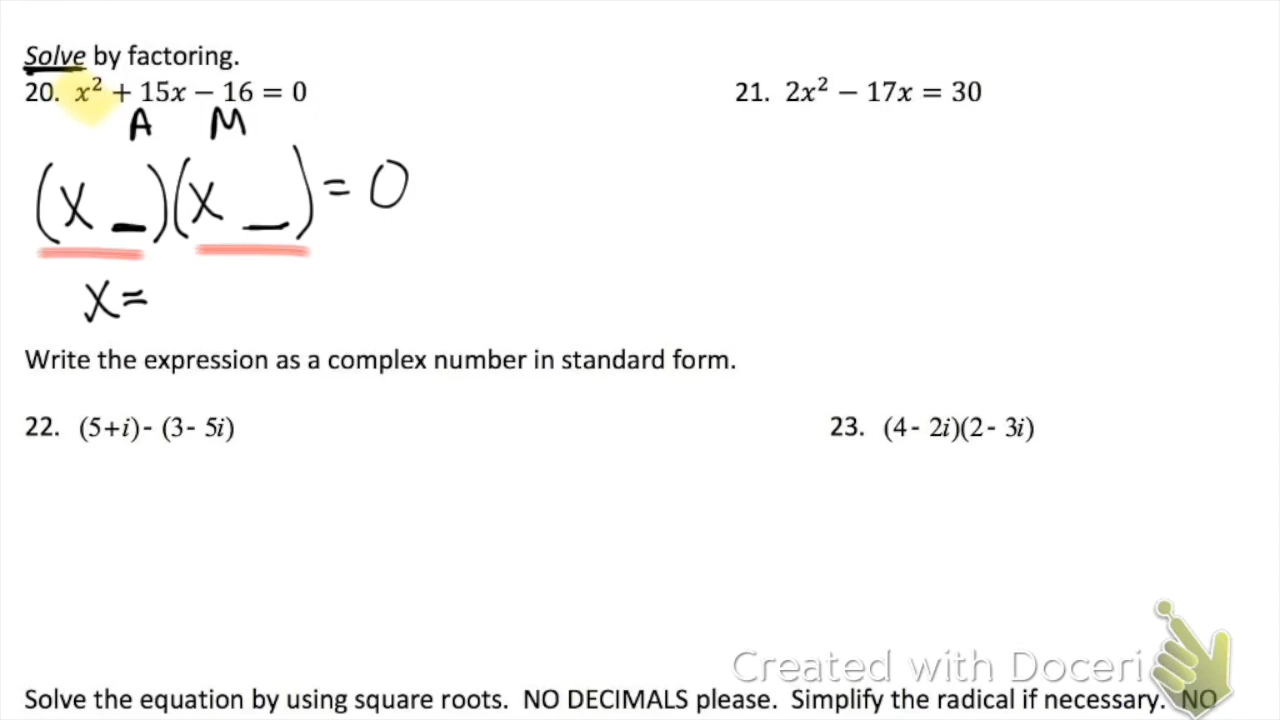 Solve by factoring.
20. x² + 15x − 16 = 0
21. 2x² − 17x = 30
A M
(x _)(x _) = 0
x =
Write the expression as a complex number in standard form.
22. (5+i)- (3- 5i)
23. (4- 2i)(2- 3i)
Created with Doceri
Solve the equation by using square roots. NO DECIMALS please. Simplify the radical if necessary. NO